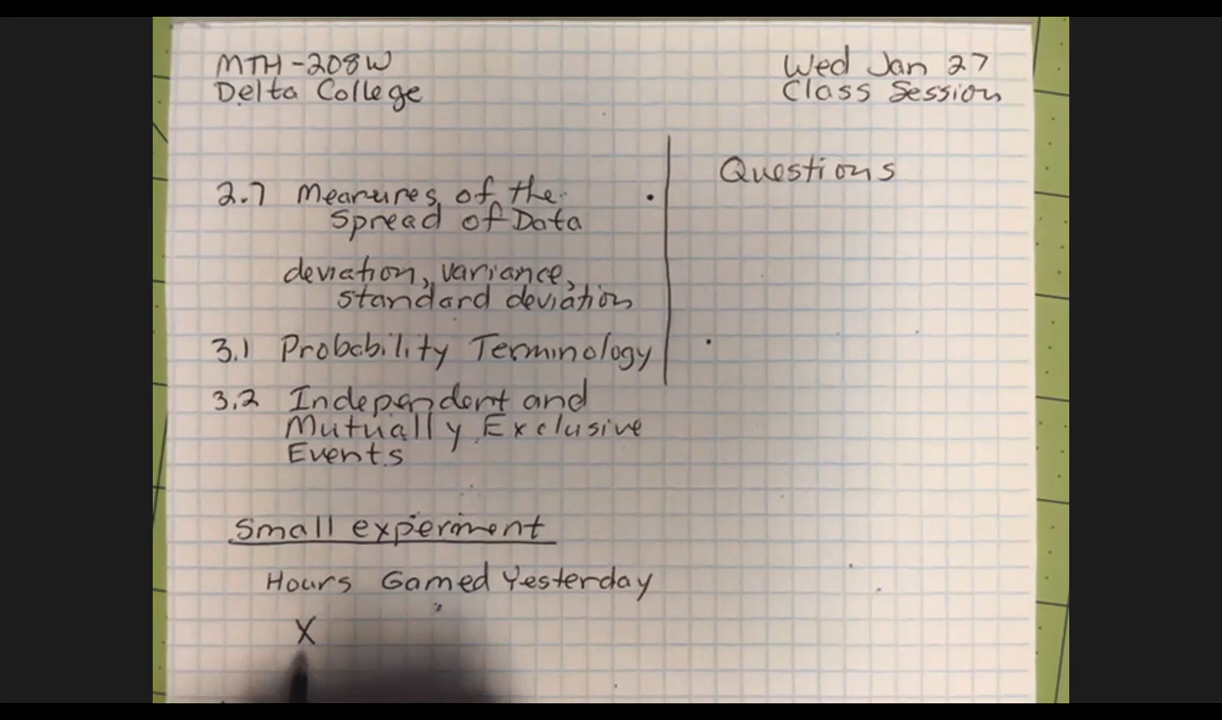 MTH-208W
Delta College
Wed Jan 27
Class Session
2.7 Measures of the
Spread of Data
deviation, variance,
standard deviation
3.1 Probability Terminology
3.2 Independent and
Mutually Exclusive
Events
Questions
Small experiment
Hours Gamed Yesterday
X